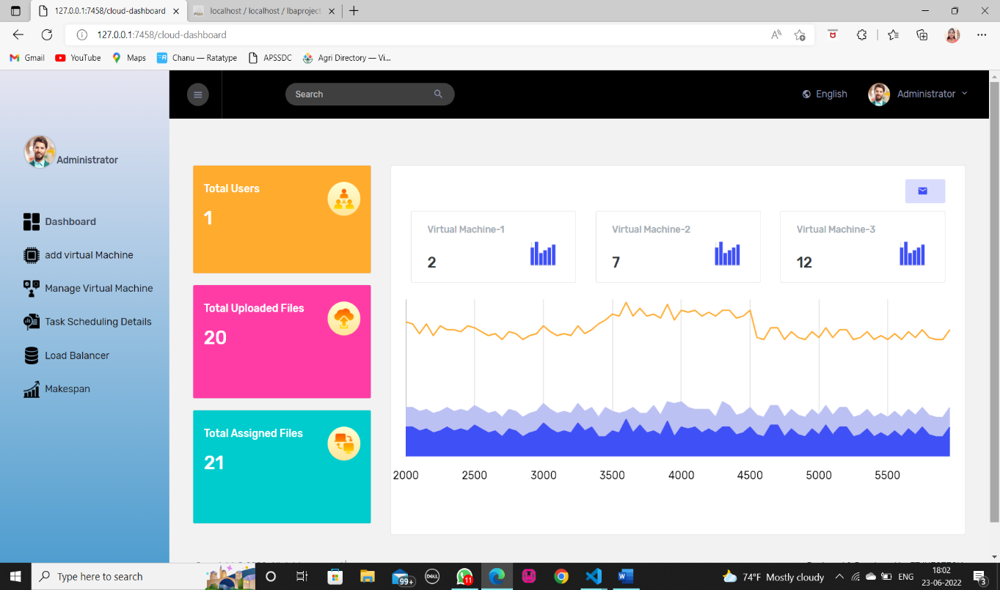 127.0.0.1:7458/cloud-dashboard
localhost / localhost / lbaproject
127.0.0.1:7458/cloud-dashboard
Gmail YouTube Maps Chanu — Ratatype APSSDC Agri Directory — Vi...
Search English Administrator
Administrator
Dashboard
add virtual Machine
Manage Virtual Machine
Task Scheduling Details
Load Balancer
Makespan
Total Users
1
Total Uploaded Files
20
Total Assigned Files
21
Virtual Machine-1
2
Virtual Machine-2
7
Virtual Machine-3
12
2000 2500 3000 3500 4000 4500 5000 5500
Type here to search
99+
DELL
11
74°F Mostly cloudy
ENG
18:02
23-06-2022
3